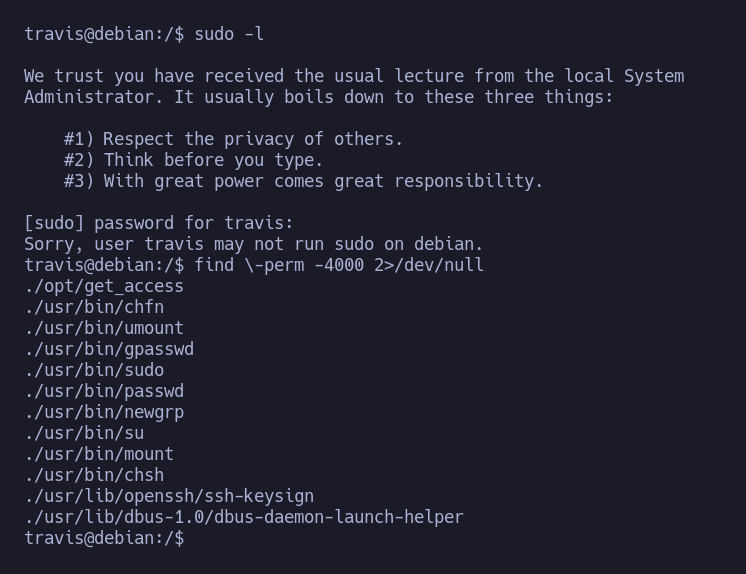 travis@debian:/$ sudo -l

We trust you have received the usual lecture from the local System
Administrator. It usually boils down to these three things:

    #1) Respect the privacy of others.
    #2) Think before you type.
    #3) With great power comes great responsibility.

[sudo] password for travis:
Sorry, user travis may not run sudo on debian.
travis@debian:/$ find \-perm -4000 2>/dev/null
./opt/get_access
./usr/bin/chfn
./usr/bin/umount
./usr/bin/gpasswd
./usr/bin/sudo
./usr/bin/passwd
./usr/bin/newgrp
./usr/bin/su
./usr/bin/mount
./usr/bin/chsh
./usr/lib/openssh/ssh-keysign
./usr/lib/dbus-1.0/dbus-daemon-launch-helper
travis@debian:/$